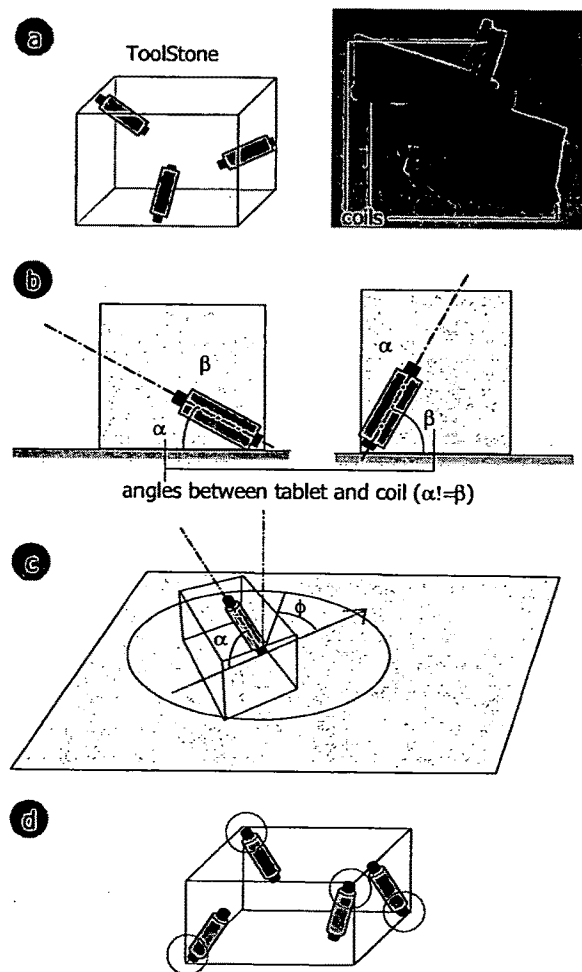 a
ToolStone
coils
b
β
α
α
β
angles between tablet and coil (α!=β)
c
α
ϕ
d